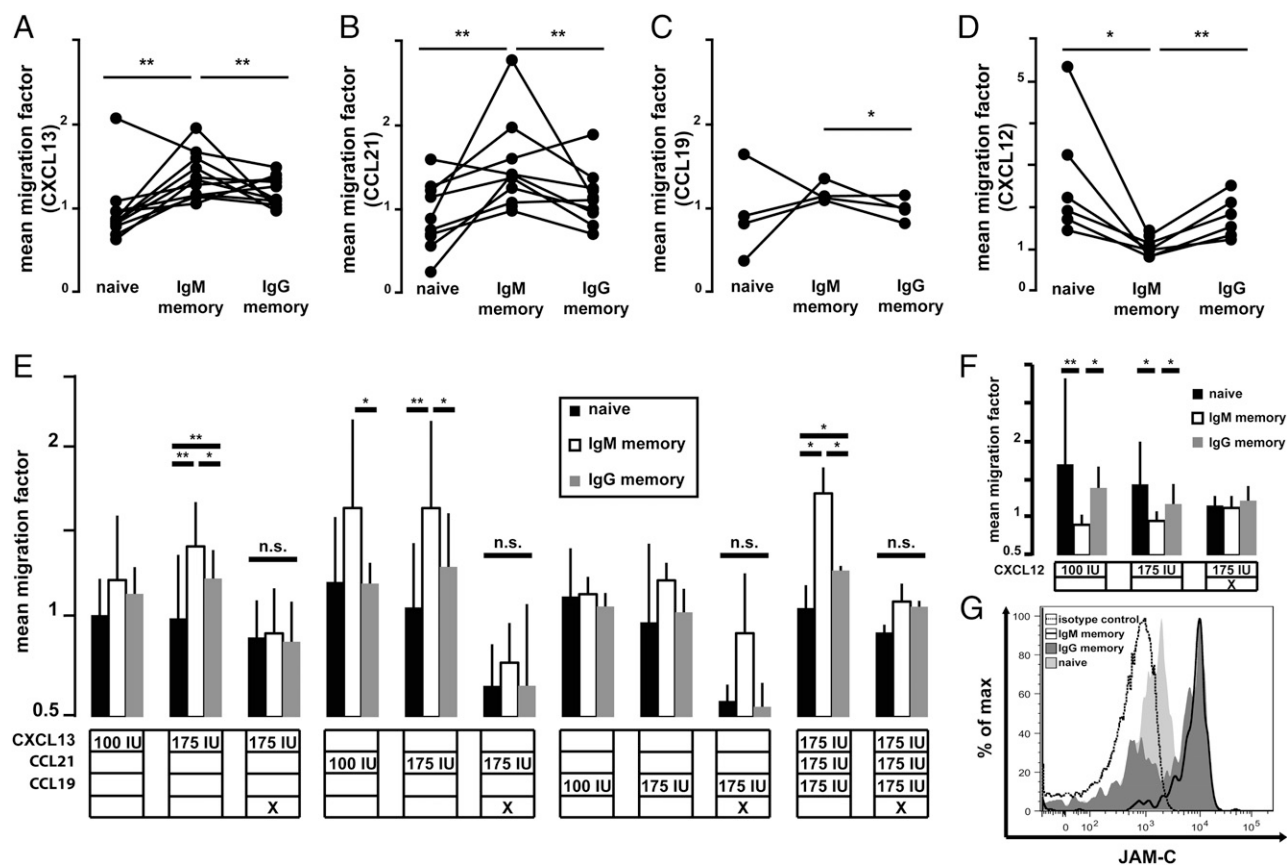 A
mean migration factor
(CXCL13)
2
1
0
** **
naive IgM memory IgG memory
B
mean migration factor
(CCL21)
2
1
0
** **
naive IgM memory IgG memory
C
mean migration factor
(CCL19)
2
1
0
*
naive IgM memory IgG memory
D
mean migration factor
(CXCL12)
5
1
0
* **
naive IgM memory IgG memory
E
mean migration factor
2
1
0.5
**
** *
n.s.
*
** *
n.s.
n.s.
*
* *
n.s.
naive
IgM memory
IgG memory
CXCL13 100 IU 175 IU 175 IU 175 IU 175 IU
CCL21 100 IU 175 IU 175 IU 175 IU 175 IU
CCL19 100 IU 175 IU 175 IU 175 IU 175 IU
X X X X
F
mean migration factor
2
1
0.5
** * * *
naive
IgM memory
IgG memory
CXCL12 100 IU 175 IU 175 IU
X
G
% of max
100
80
60
40
20
0
isotype control
IgM memory
IgG memory
naive
0 10² 10³ 10⁴ 10⁵
JAM-C